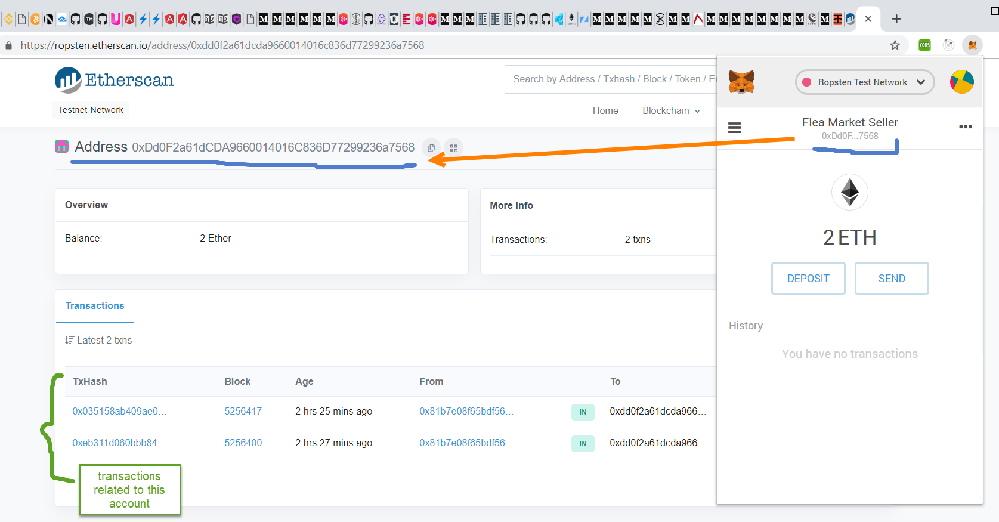 https://ropsten.etherscan.io/address/0xdd0f2a61dcda9660014016c836d77299236a7568
CORS
Etherscan
Search by Address / Txhash / Block / Token / E
Testnet Network
Home Blockchain
Address 0xDd0F2a61dCDA9660014016C836D77299236a7568
Overview
Balance: 2 Ether
More Info
Transactions: 2 txns
Transactions
Latest 2 txns
TxHash Block Age From To
0x035158ab409ae0... 5256417 2 hrs 25 mins ago 0x81b7e08f65bdf56... IN 0xdd0f2a61dcda966...
0xeb311d060bbb84... 5256400 2 hrs 27 mins ago 0x81b7e08f65bdf56... IN 0xdd0f2a61dcda966...
transactions
related to this
account
Ropsten Test Network
Flea Market Seller
0xDd0F...7568
2 ETH
DEPOSIT SEND
History
You have no transactions